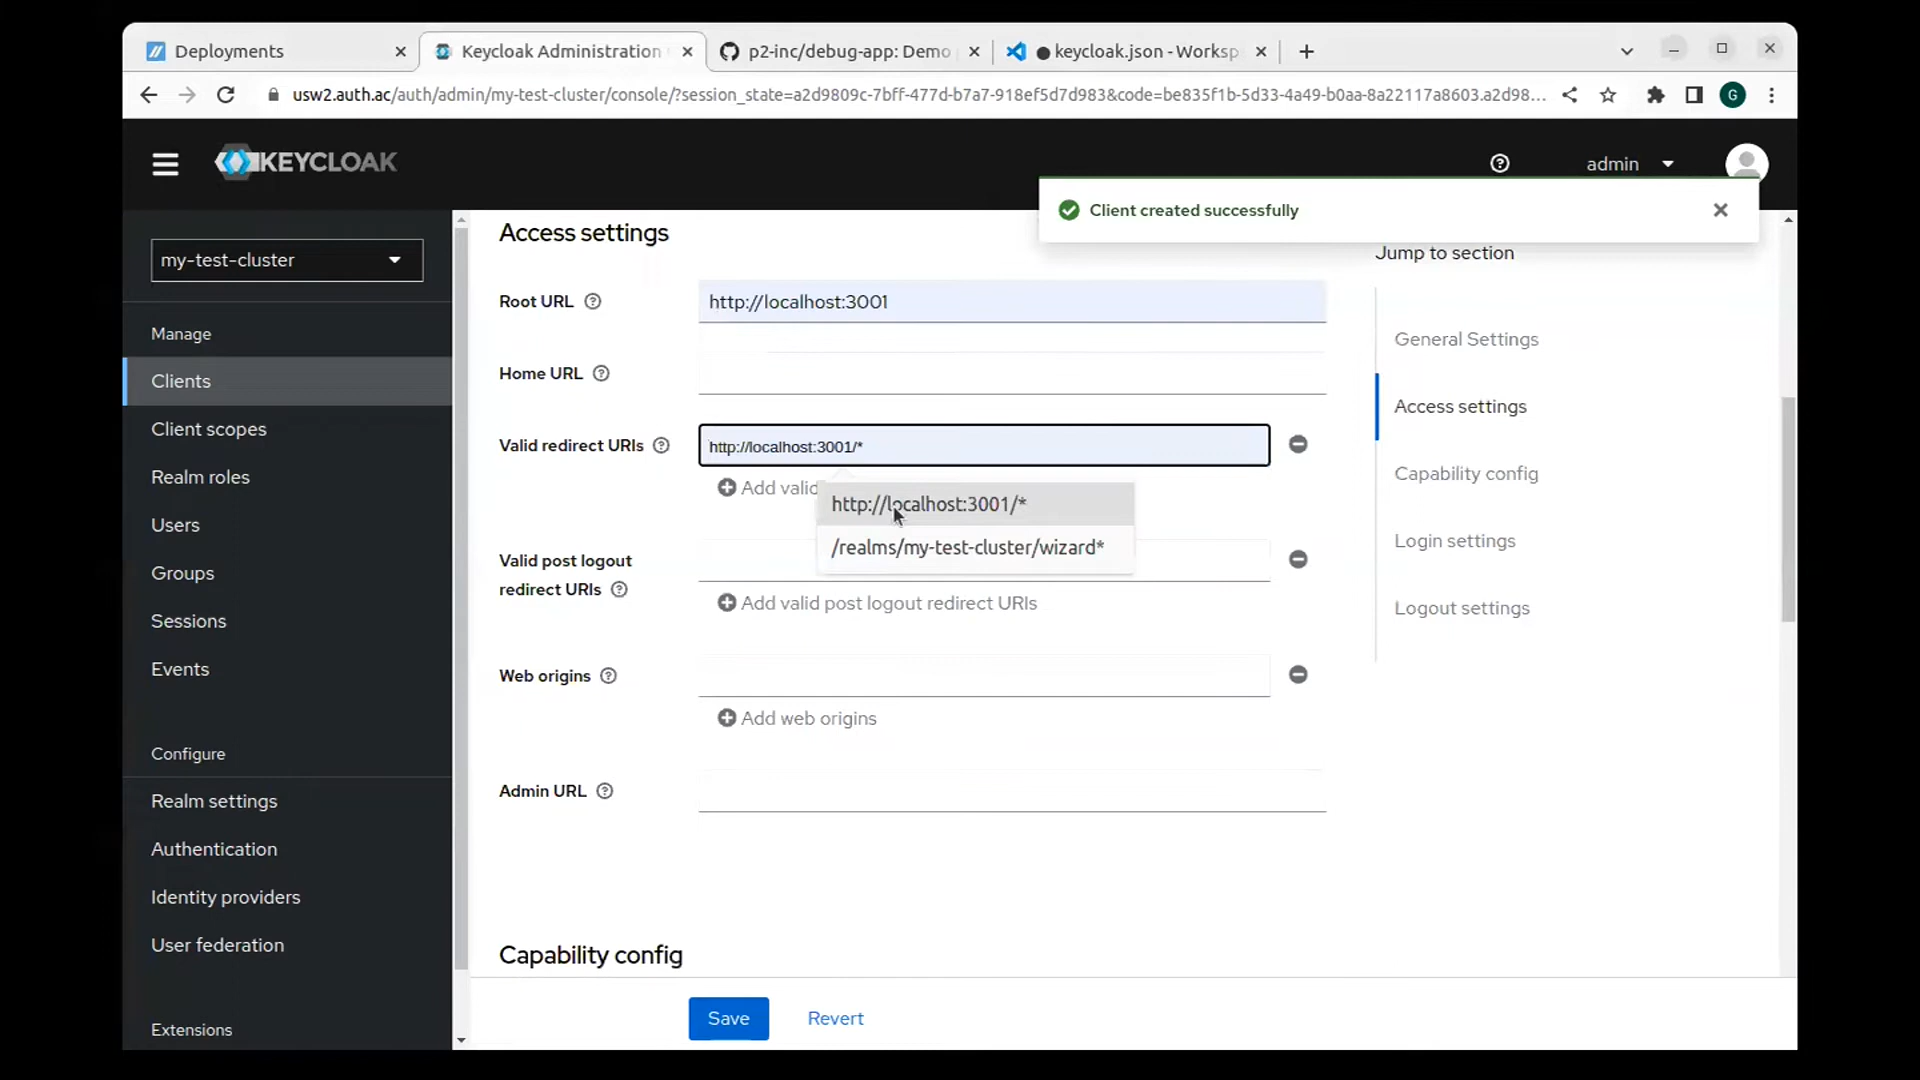 Deployments
Keycloak Administration
p2-inc/debug-app: Demo
keycloak.json - Worksp
usw2.auth.ac/auth/admin/my-test-cluster/console/?session_state=a2d9809c-7bff-477d-b7a7-918ef5d7d983&code=be835f1b-5d33-4a49-b0aa-8a22117a8603.a2d98...
G
KEYCLOAK
admin
Client created successfully
my-test-cluster
Manage
Clients
Client scopes
Realm roles
Users
Groups
Sessions
Events
Configure
Realm settings
Authentication
Identity providers
User federation
Extensions
Access settings
Root URL
http://localhost:3001
Home URL
Valid redirect URIs
http://localhost:3001/*
Add valid
http://localhost:3001/*
/realms/my-test-cluster/wizard*
Valid post logout
redirect URIs
Add valid post logout redirect URIs
Web origins
Add web origins
Admin URL
Capability config
Save
Revert
Jump to section
General Settings
Access settings
Capability config
Login settings
Logout settings